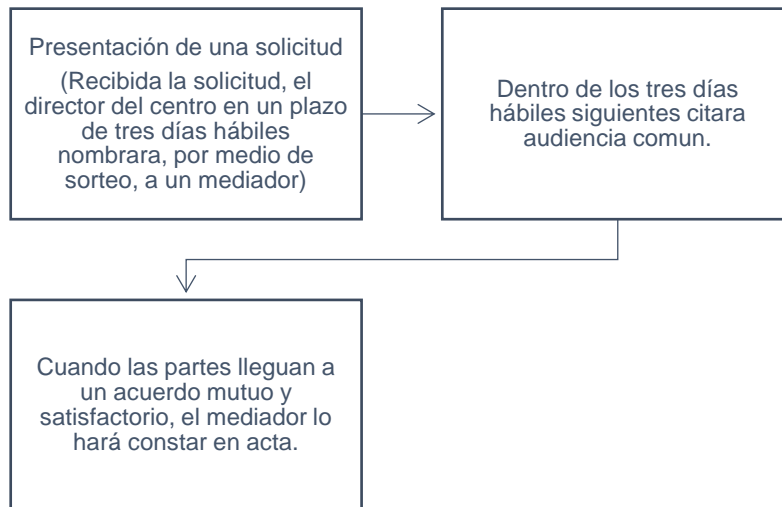 Presentación de una solicitud
(Recibida la solicitud, el
director del centro en un plazo
de tres días hábiles
nombrara, por medio de
sorteo, a un mediador)
Dentro de los tres días
hábiles siguientes citara
audiencia comun.
Cuando las partes lleguan a
un acuerdo mutuo y
satisfactorio, el mediador lo
hará constar en acta.